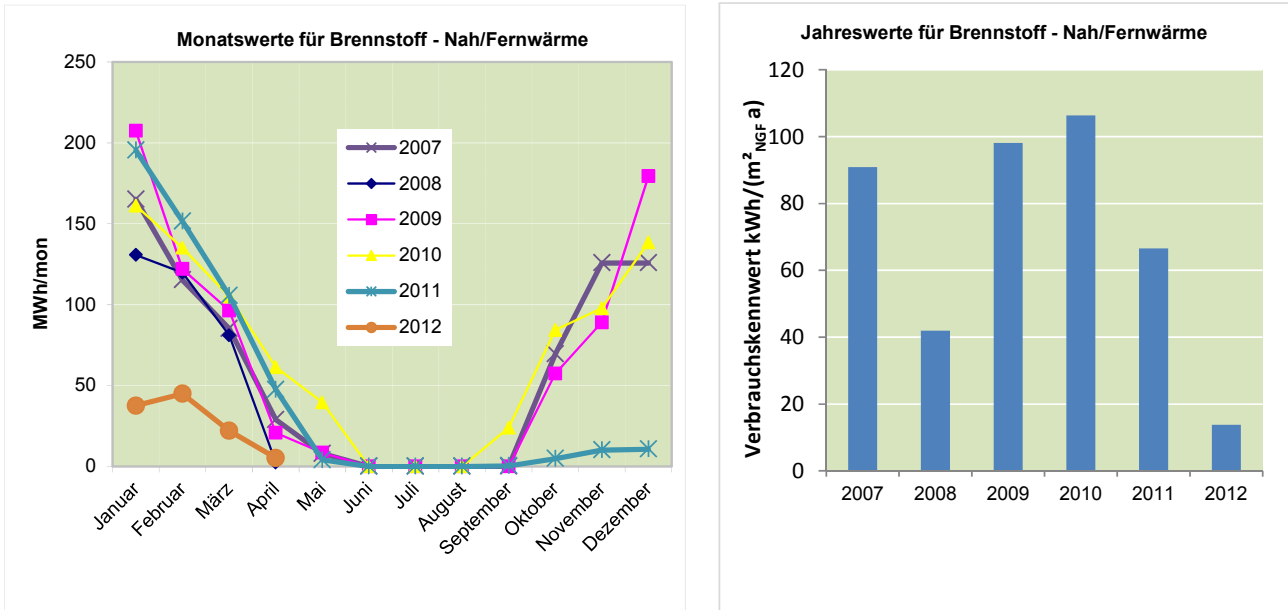 Monatswerte für Brennstoff - Nah/Fernwärme
MWh/mon
250
200
150
100
50
0
2007
2008
2009
2010
2011
2012
Januar
Februar
März
April
Mai
Juni
Juli
August
September
Oktober
November
Dezember
Jahreswerte für Brennstoff - Nah/Fernwärme
Verbrauchskennwert kWh/(m²NGF a)
120
100
80
60
40
20
0
2007 2008 2009 2010 2011 2012